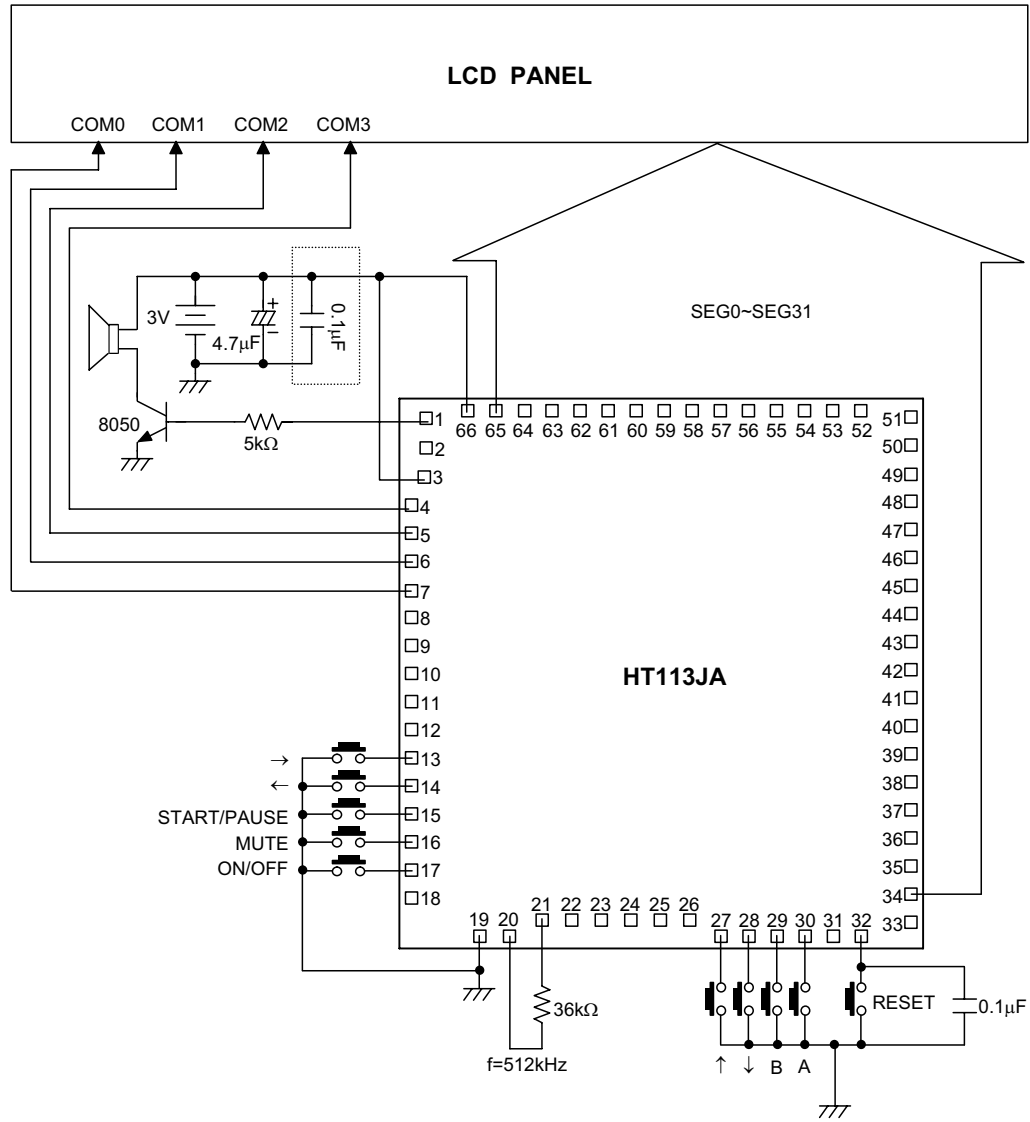 LCD PANEL
COM0 COM1 COM2 COM3
SEG0~SEG31
3V
4.7μF
0.1μF
8050
5kΩ
1
2
3
4
5
6
7
8
9
10
11
12
13
14
15
16
17
18
66 65 64 63 62 61 60 59 58 57 56 55 54 53 52
51
50
49
48
47
46
45
44
43
42
41
40
39
38
37
36
35
34
33
HT113JA
→
←
START/PAUSE
MUTE
ON/OFF
19 20 21 22 23 24 25 26 27 28 29 30 31 32
36kΩ
f=512kHz
RESET
0.1μF
↑ ↓ B A